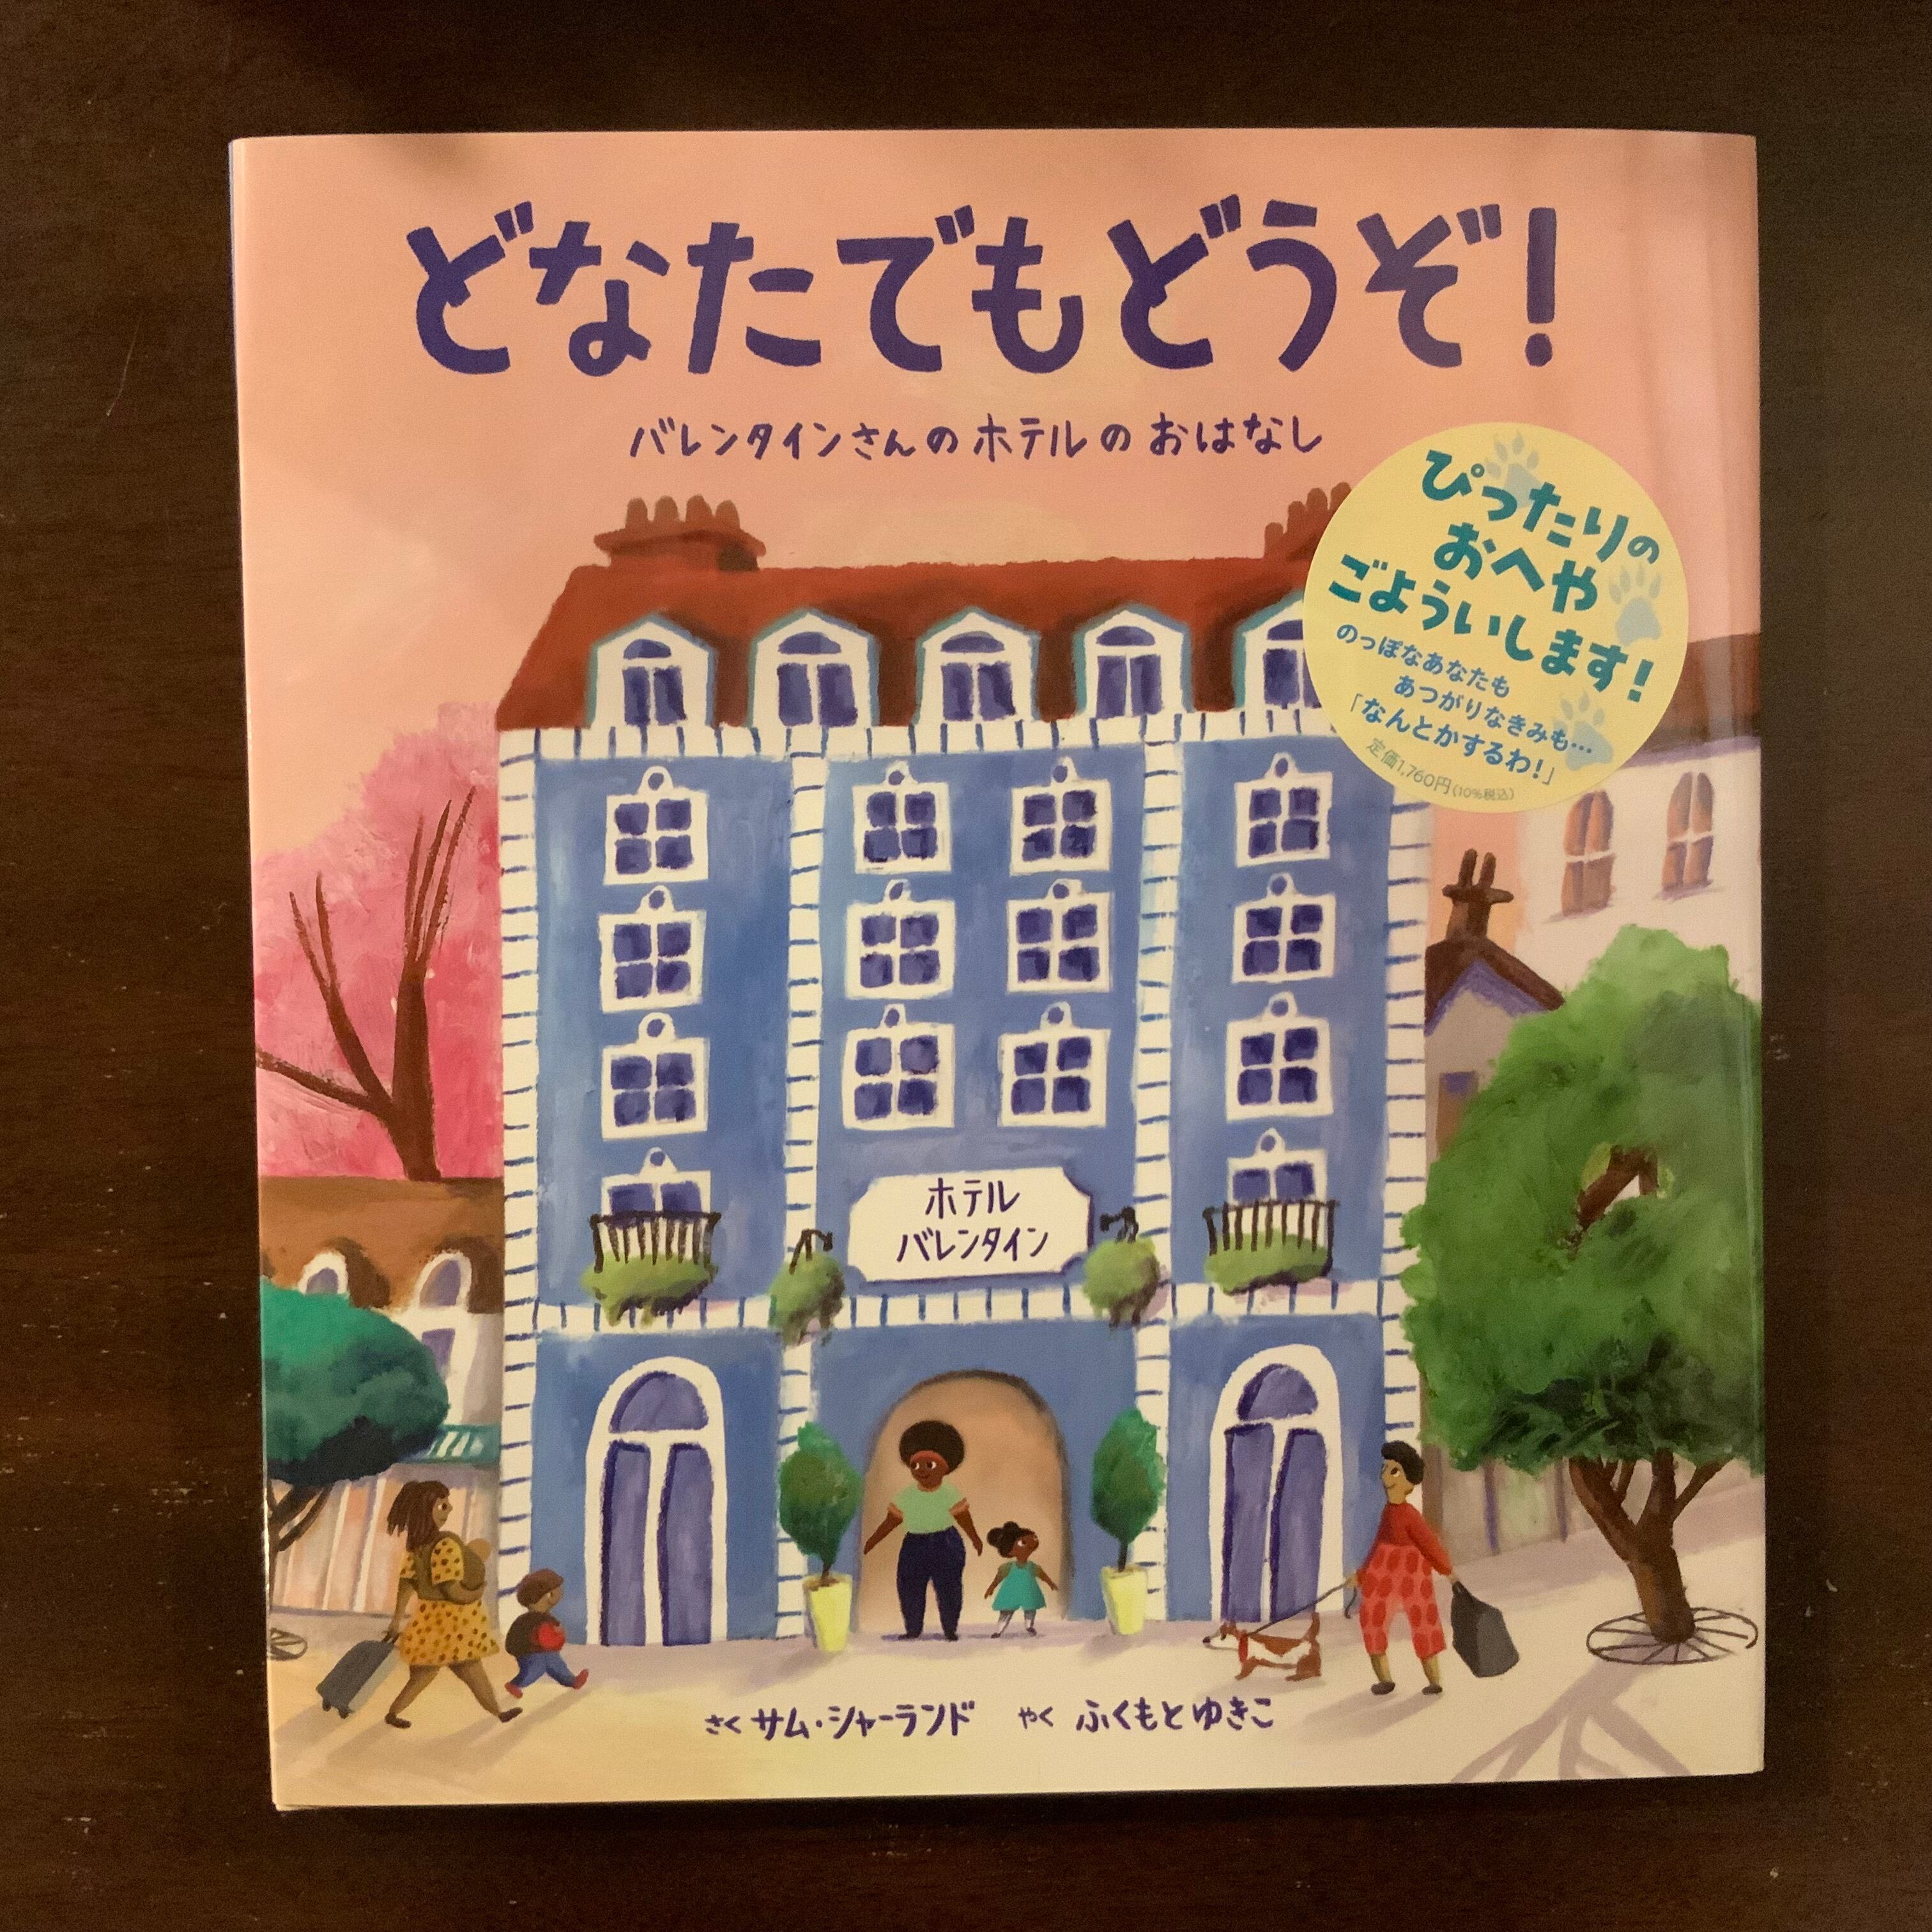 どなたでもどうぞ!
バレンタインさんのホテルのおはなし
ぴったりの
おへや
ごよういします!
のっぽなあなたも
あつがりなきみも…
「なんとかするわ!」
定価1,760円(10%税込)
ホテル
バレンタイン
さく サム・シャーランド やく ふくもとゆきこ